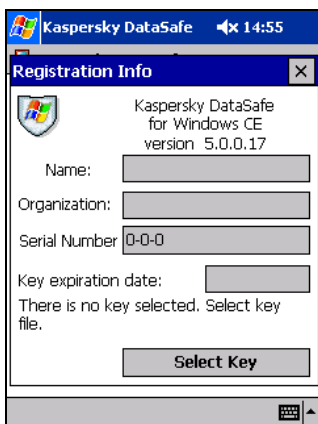 Kaspersky DataSafe 14:55
Registration Info
Kaspersky DataSafe
for Windows CE
version 5.0.0.17
Name:
Organization:
Serial Number 0-0-0
Key expiration date:
There is no key selected. Select key
file.
Select Key